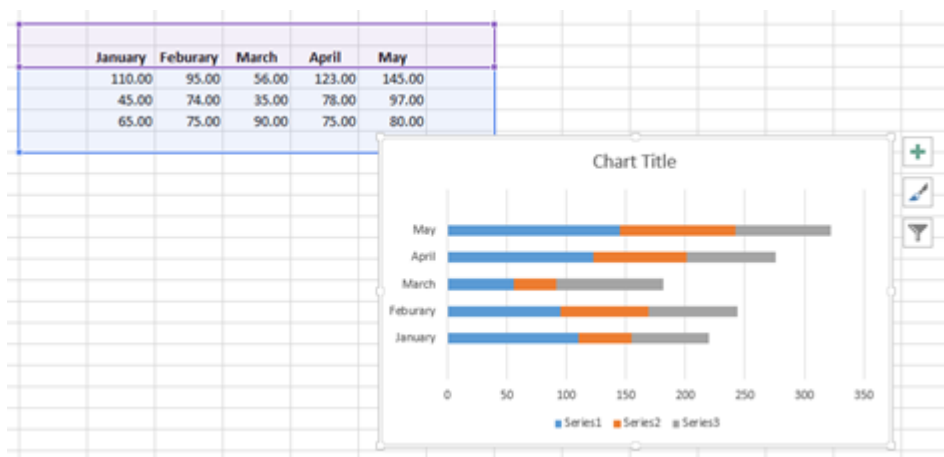 January Feburary March April May
110.00 95.00 56.00 123.00 145.00
45.00 74.00 35.00 78.00 97.00
65.00 75.00 90.00 75.00 80.00
Chart Title
May
April
March
Feburary
January
0 50 100 150 200 250 300 350
Series1 Series2 Series3